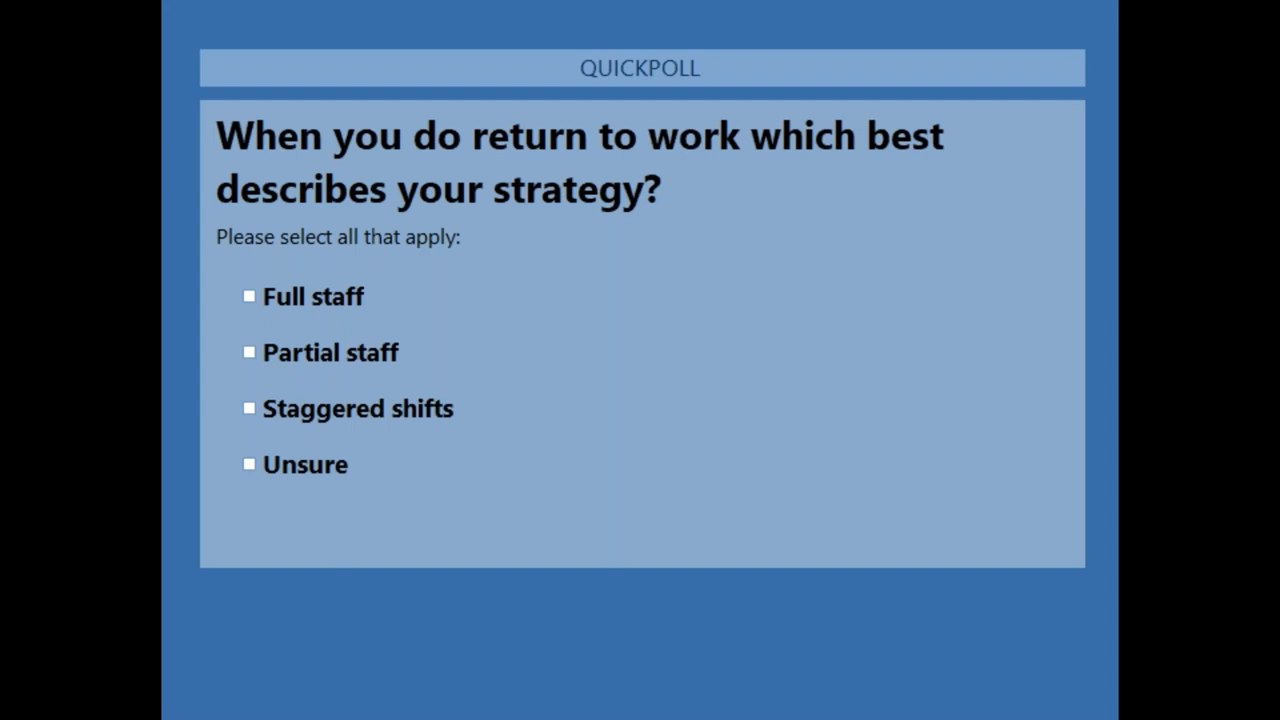 QUICKPOLL
When you do return to work which best
describes your strategy?
Please select all that apply:
Full staff
Partial staff
Staggered shifts
Unsure